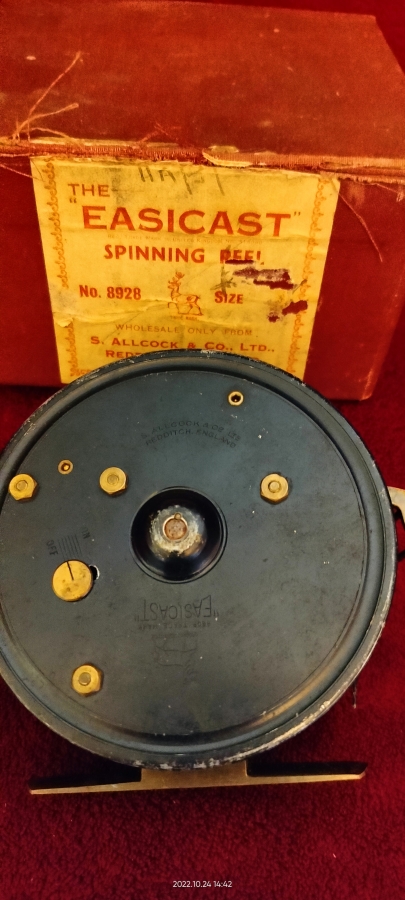 THE
"EASICAST"
SPINNING REEL
No. 8928 SIZE
WHOLESALE ONLY FROM
S. ALLCOCK & Co., LTD.,
S. ALLCOCK & CO LTD
REDDITCH · ENGLAND
OFF
"EASICAST"
2022.10.24 14:42